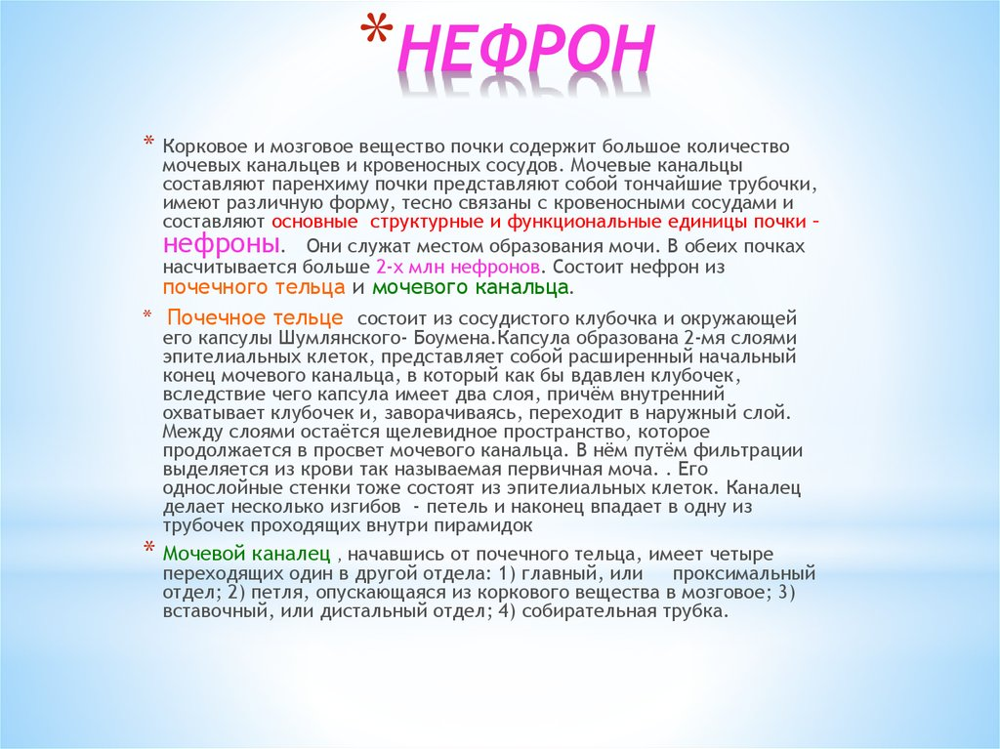 *НЕФРОН
* Корковое и мозговое вещество почки содержит большое количество
мочевых канальцев и кровеносных сосудов. Мочевые канальцы
составляют паренхиму почки представляют собой тончайшие трубочки,
имеют различную форму, тесно связаны с кровеносными сосудами и
составляют основные структурные и функциональные единицы почки –
нефроны. Они служат местом образования мочи. В обеих почках
насчитывается больше 2-х млн нефронов. Состоит нефрон из
почечного тельца и мочевого канальца.
* Почечное тельце состоит из сосудистого клубочка и окружающей
его капсулы Шумлянского- Боумена.Капсула образована 2-мя слоями
эпителиальных клеток, представляет собой расширенный начальный
конец мочевого канальца, в который как бы вдавлен клубочек,
вследствие чего капсула имеет два слоя, причём внутренний
охватывает клубочек и, заворачиваясь, переходит в наружный слой.
Между слоями остаётся щелевидное пространство, которое
продолжается в просвет мочевого канальца. В нём путём фильтрации
выделяется из крови так называемая первичная моча. . Его
однослойные стенки тоже состоят из эпителиальных клеток. Каналец
делает несколько изгибов - петель и наконец впадает в одну из
трубочек проходящих внутри пирамидок
* Мочевой каналец , начавшись от почечного тельца, имеет четыре
переходящих один в другой отдела: 1) главный, или проксимальный
отдел; 2) петля, опускающаяся из коркового вещества в мозговое; 3)
вставочный, или дистальный отдел; 4) собирательная трубка.